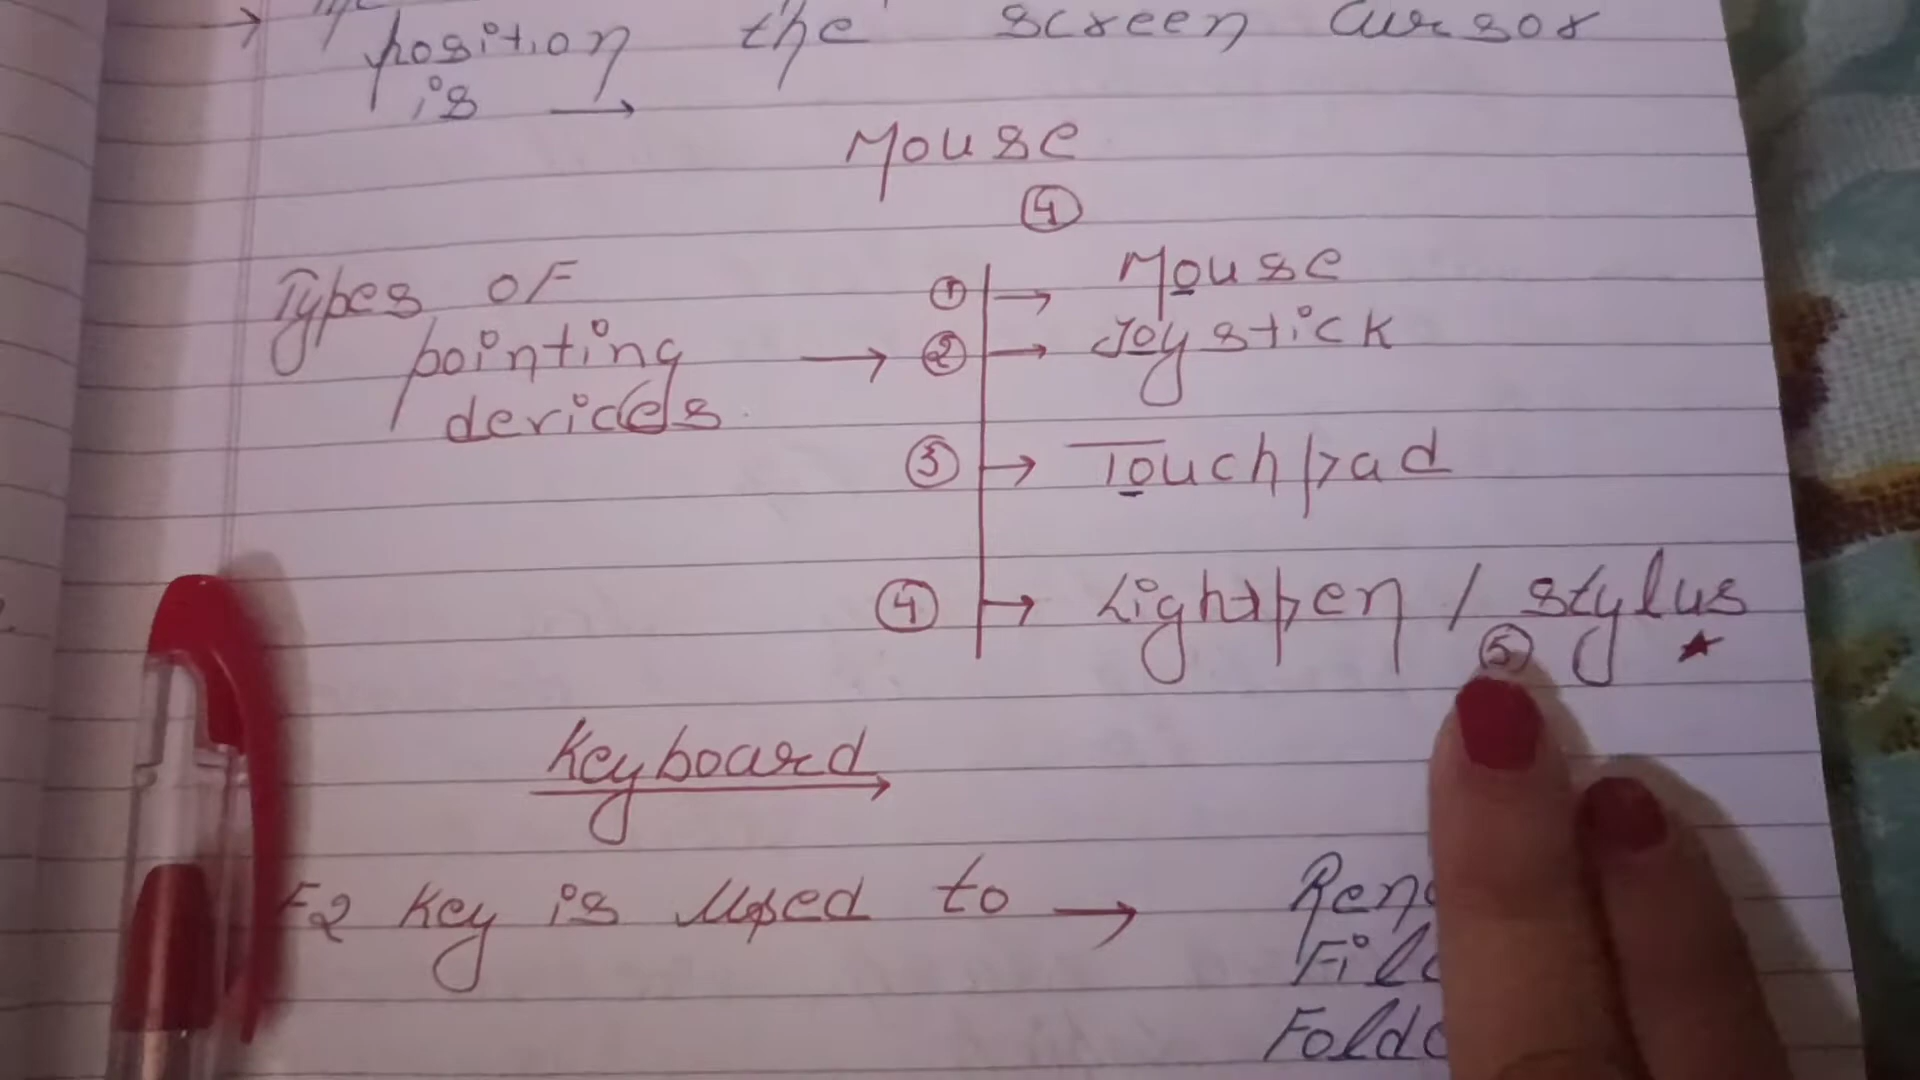 →
position the screen cursor
is →
Mouse
④
Types of ① → Mouse
pointing → ② → Joystick
devices
③ → Touchpad
④ → Lightpen / stylus
⑤ ★
Keyboard
F2 Key is used to →